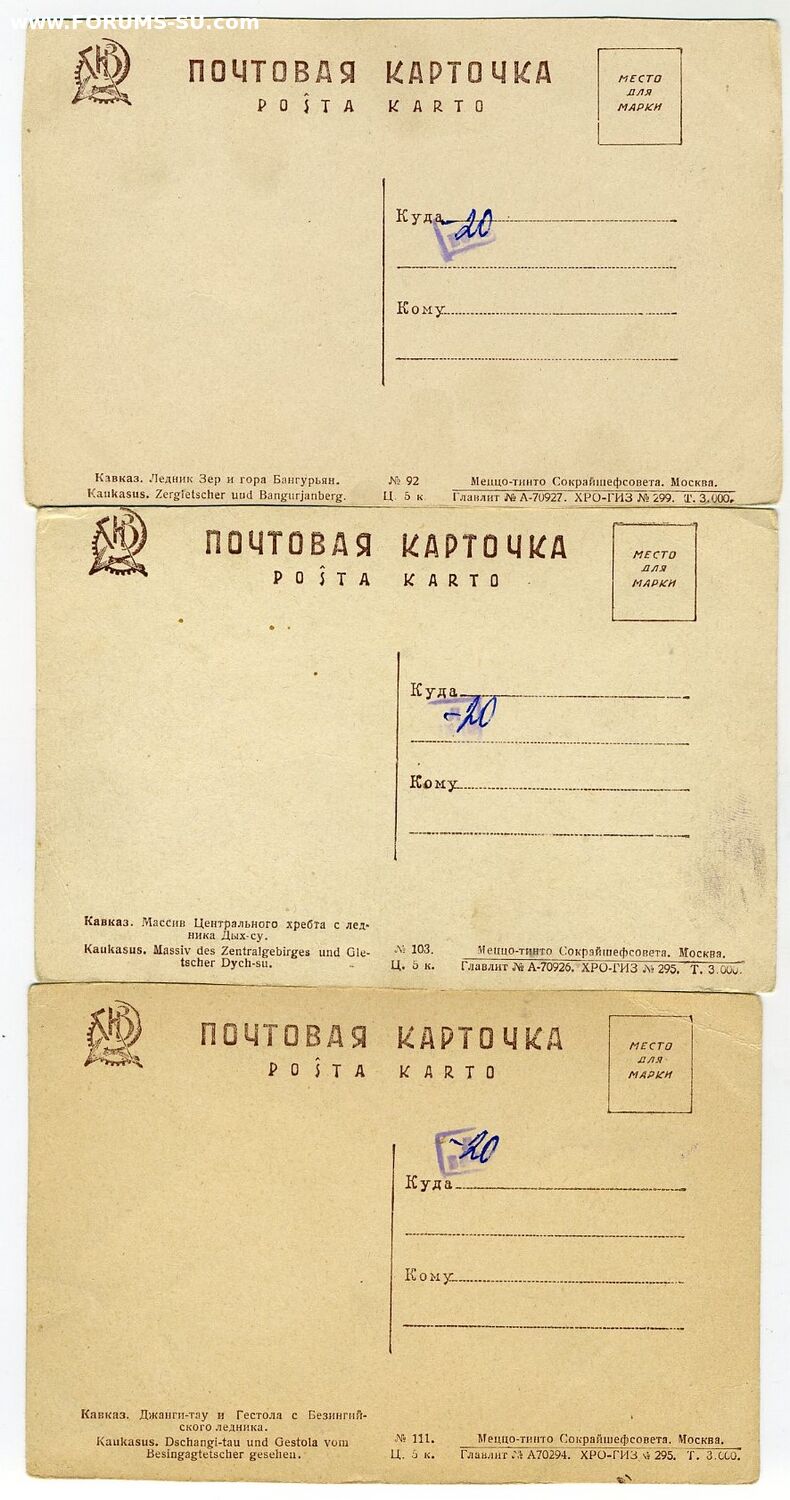 www.FORUMS-SU.com
ПОЧТОВАЯ КАРТОЧКА
POŜTA KARTO
МЕСТО
ДЛЯ
МАРКИ
Куда
-20
Кому
Кавказ. Ледник Зер и гора Бангурьян.
Kaukasus. Zergletscher und Bangurjanberg.
№ 92
Ц. 5 к
Меццо-тинто Сокрайшефсовета. Москва.
Главлит № А-70927. ХРО-ГИЗ № 299. Т. 3.000.
ПОЧТОВАЯ КАРТОЧКА
POŜTA KARTO
МЕСТО
ДЛЯ
МАРКИ
Куда
-20
Кому
Кавказ. Массив Центрального хребта с лед-
ника Дых-су.
Kaukasus. Massiv des Zentralgebirges und Gle-
tscher Dych-su.
№ 103.
Ц. 5 к.
Меццо-тинто Сокрайшефсовета. Москва.
Главлит № А-70926. ХРО-ГИЗ № 295. Т. 3.000.
ПОЧТОВАЯ КАРТОЧКА
POŜTA KARTO
МЕСТО
ДЛЯ
МАРКИ
-20
Куда
Кому
Кавказ. Джанги-тау и Гестола с Безингий-
ского ледника.
Kaukasus. Dschangi-tau und Gestola vom
Besingagtetscher gesehen.
№ 111.
Ц. 5 к.
Меццо-тинто Сокрайшефсовета. Москва.
Главлит № А70294. ХРО-ГИЗ № 295. Т. 3.000.